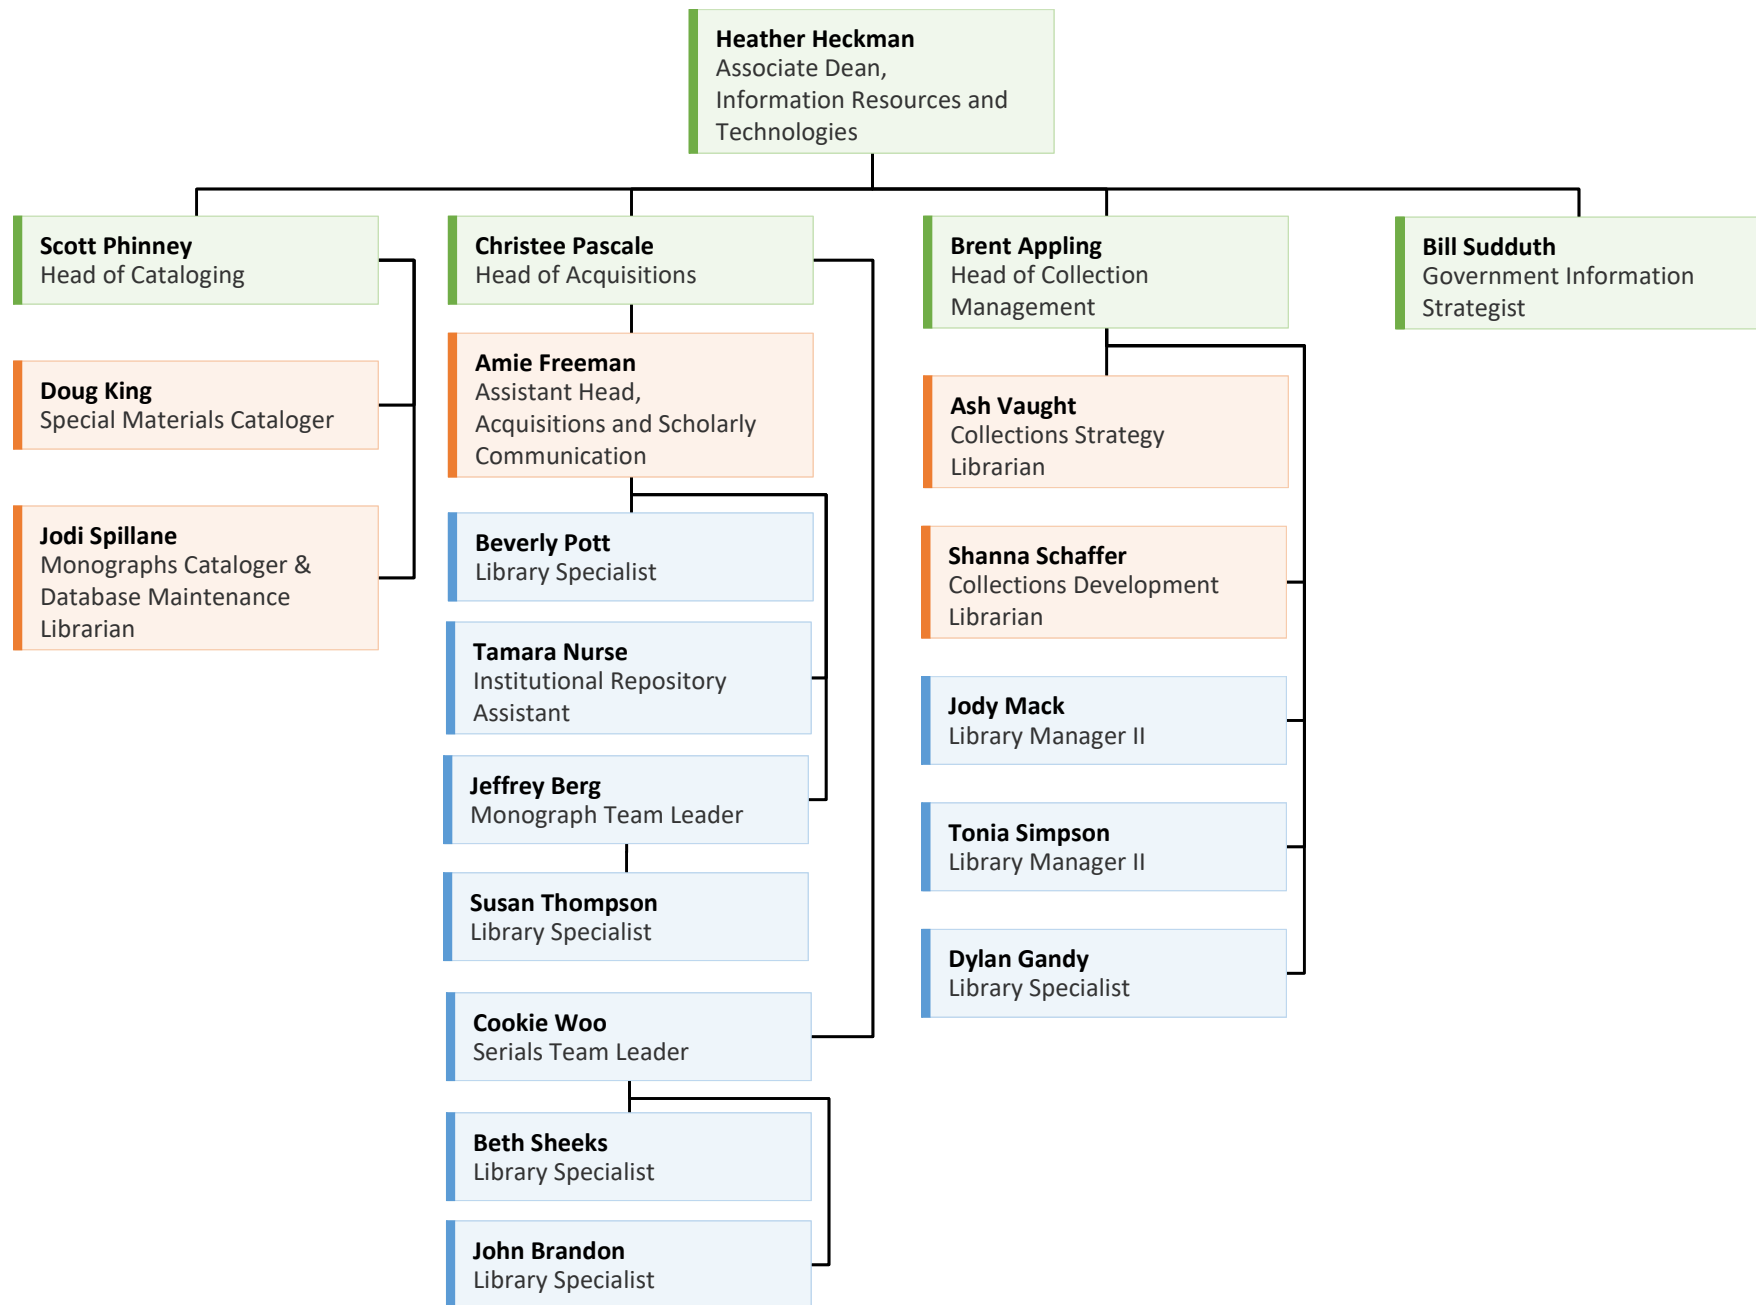 Heather Heckman
Associate Dean,
Information Resources and
Technologies
Scott Phinney
Head of Cataloging
Doug King
Special Materials Cataloger
Jodi Spillane
Monographs Cataloger &
Database Maintenance
Librarian
Christee Pascale
Head of Acquisitions
Amie Freeman
Assistant Head,
Acquisitions and Scholarly
Communication
Beverly Pott
Library Specialist
Tamara Nurse
Institutional Repository
Assistant
Jeffrey Berg
Monograph Team Leader
Susan Thompson
Library Specialist
Cookie Woo
Serials Team Leader
Beth Sheeks
Library Specialist
John Brandon
Library Specialist
Brent Appling
Head of Collection
Management
Ash Vaught
Collections Strategy
Librarian
Shanna Schaffer
Collections Development
Librarian
Jody Mack
Library Manager II
Tonia Simpson
Library Manager II
Dylan Gandy
Library Specialist
Bill Sudduth
Government Information
Strategist